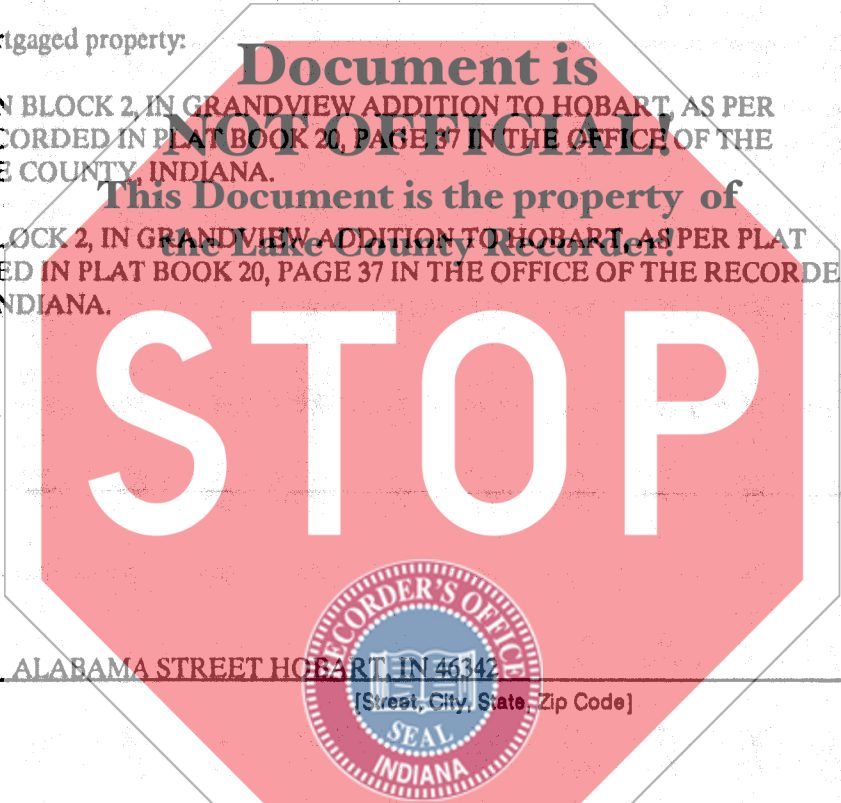 rtgaged property:
Document is
N BLOCK 2, IN GRANDVIEW ADDITION TO HOBART, AS PER
NOT OFFICIAL!
CORDED IN PLAT BOOK 20, PAGE 37 IN THE OFFICE OF THE
E COUNTY, INDIANA.
This Document is the property of
LOCK 2, IN GRANDVIEW ADDITION TO HOBART, AS PER PLAT
the Lake County Recorder!
ED IN PLAT BOOK 20, PAGE 37 IN THE OFFICE OF THE RECORDE
NDIANA.
STOP
RECORDER'S OFFICE
ALABAMA STREET HOBART, IN 46342
[Street, City, State, Zip Code]
SEAL
INDIANA